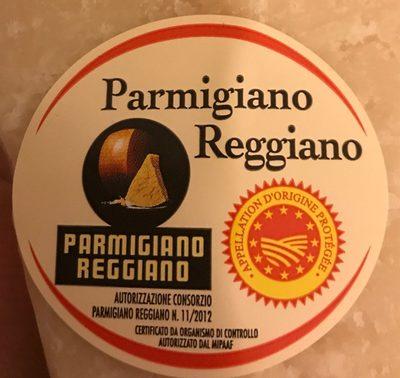 Parmigiano
Reggiano
PARMIGIANO
REGGIANO
• APPELLATION D'ORIGINE PROTÉGÉE •
AUTORIZZAZIONE CONSORZIO
PARMIGIANO REGGIANO N. 11/2012
CERTIFICATO DA ORGANISMO DI CONTROLLO
AUTORIZZATO DAL MIPAAF